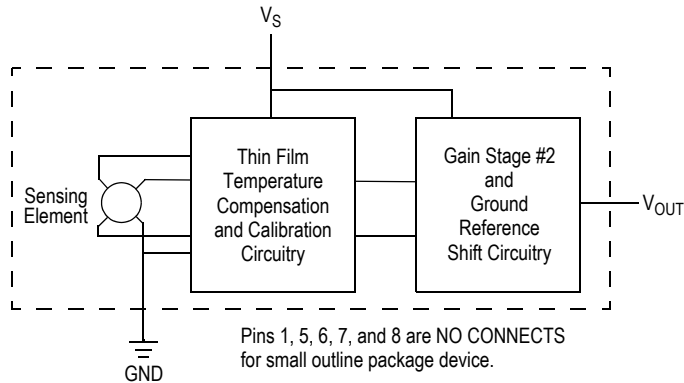 VS
Sensing
Element
Thin Film
Temperature
Compensation
and Calibration
Circuitry
Gain Stage #2
and
Ground
Reference
Shift Circuitry
VOUT
GND
Pins 1, 5, 6, 7, and 8 are NO CONNECTS
for small outline package device.